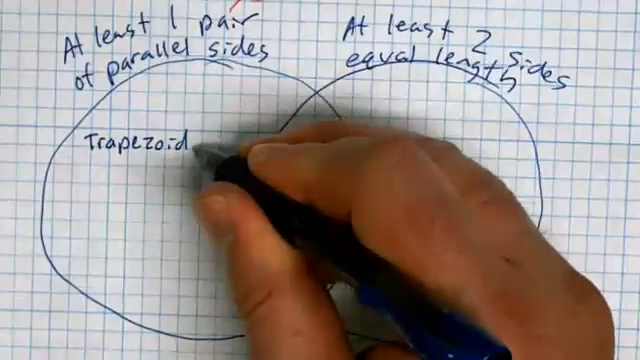 At least 1 pair
of parallel sides
At least 2 sides
equal length
Trapezoid